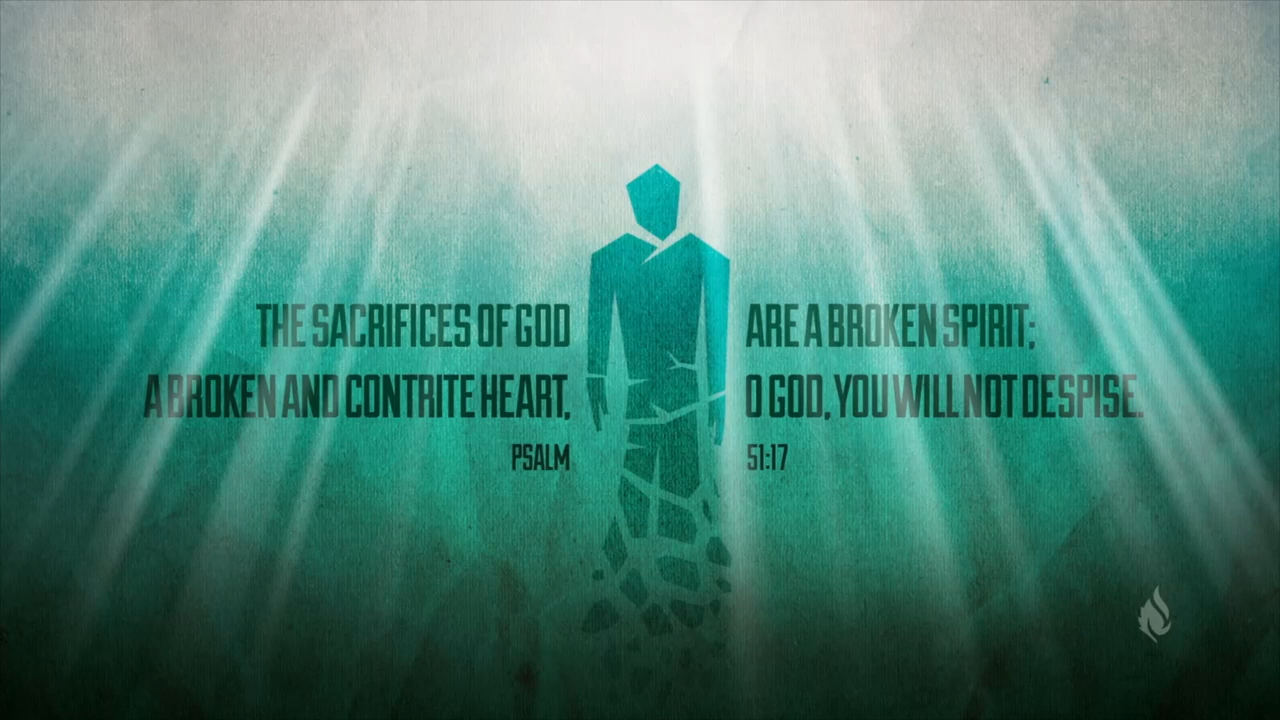 THE SACRIFICES OF GOD ARE A BROKEN SPIRIT;
A BROKEN AND CONTRITE HEART, O GOD, YOU WILL NOT DESPISE.
PSALM 51:17